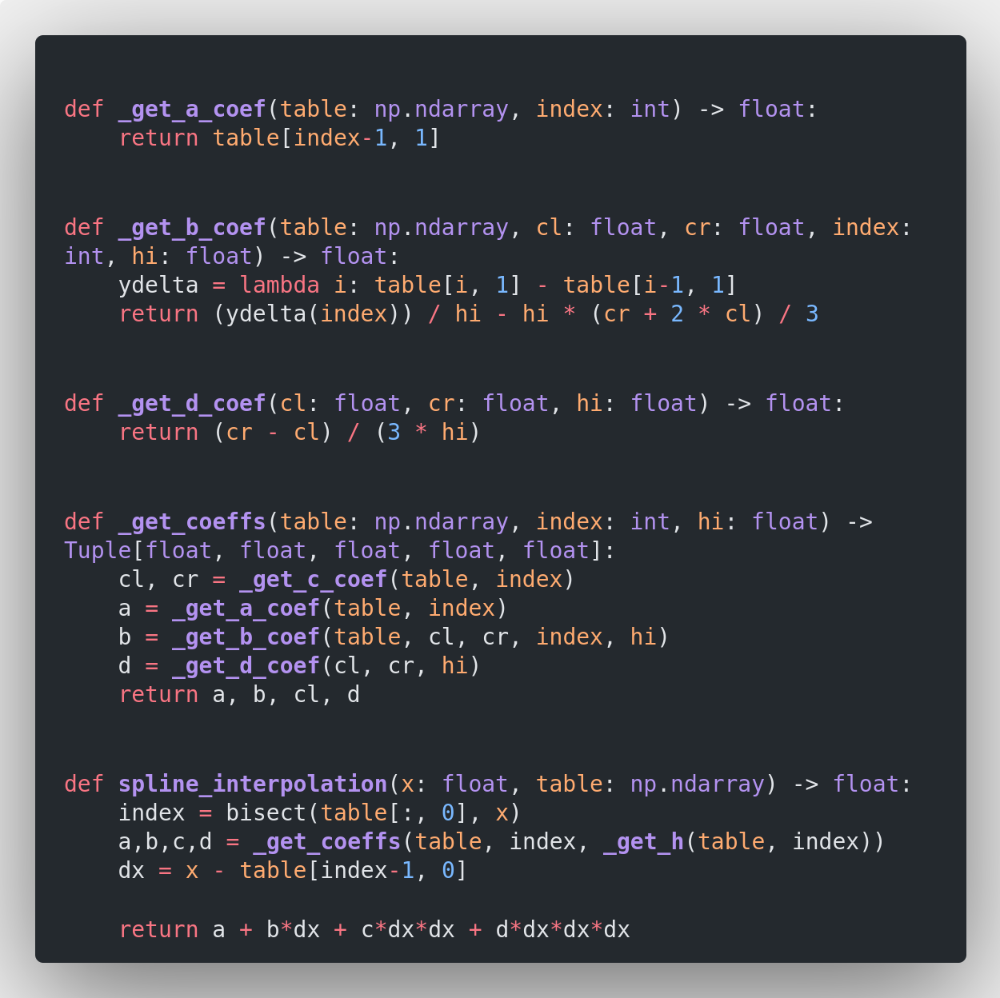 def _get_a_coef(table: np.ndarray, index: int) -> float:
    return table[index-1, 1]
def _get_b_coef(table: np.ndarray, cl: float, cr: float, index:
int, hi: float) -> float:
    ydelta = lambda i: table[i, 1] - table[i-1, 1]
    return (ydelta(index)) / hi - hi * (cr + 2 * cl) / 3
def _get_d_coef(cl: float, cr: float, hi: float) -> float:
    return (cr - cl) / (3 * hi)
def _get_coeffs(table: np.ndarray, index: int, hi: float) ->
Tuple[float, float, float, float, float]:
    cl, cr = _get_c_coef(table, index)
    a = _get_a_coef(table, index)
    b = _get_b_coef(table, cl, cr, index, hi)
    d = _get_d_coef(cl, cr, hi)
    return a, b, cl, d
def spline_interpolation(x: float, table: np.ndarray) -> float:
    index = bisect(table[:, 0], x)
    a,b,c,d = _get_coeffs(table, index, _get_h(table, index))
    dx = x - table[index-1, 0]
    return a + b*dx + c*dx*dx + d*dx*dx*dx